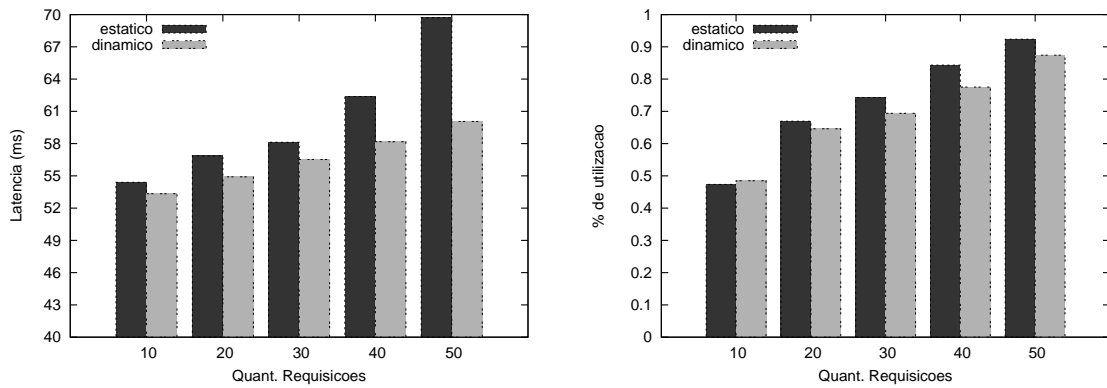 70
67
64
61
58
55
52
49
46
43
40
Latencia (ms)
estatico
dinamico
10 20 30 40 50
Quant. Requisicoes
1
0.9
0.8
0.7
0.6
0.5
0.4
0.3
0.2
0.1
0
% de utilizacao
estatico
dinamico
10 20 30 40 50
Quant. Requisicoes